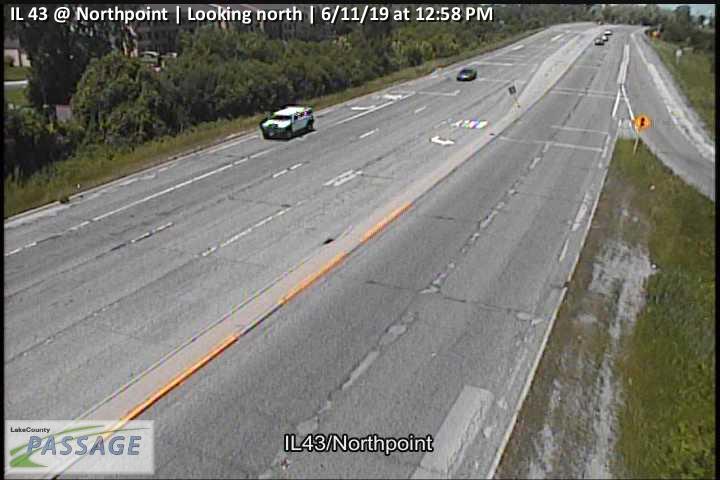 IL 43 @ Northpoint | Looking north | 6/11/19 at 12:58 PM
LakeCounty
PASSAGE
IL43/Northpoint